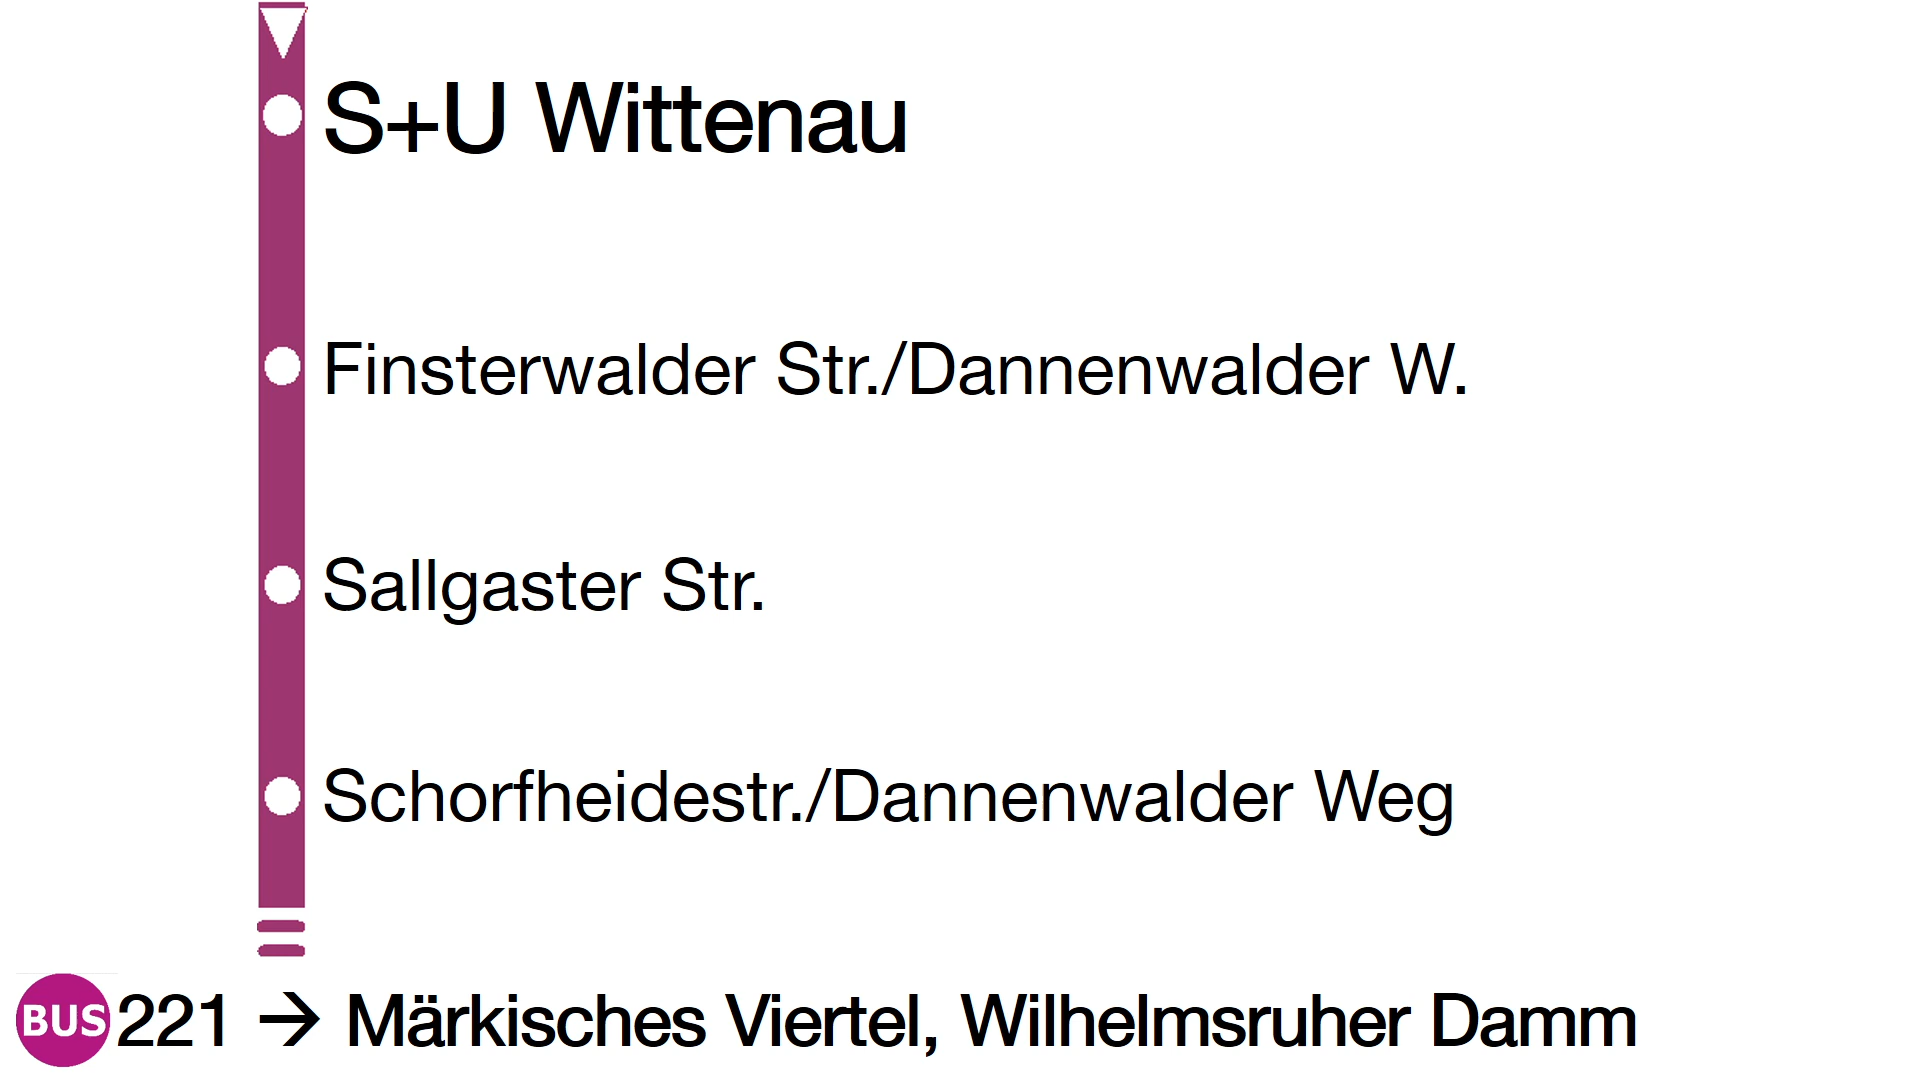 S+U Wittenau
Finsterwalder Str./Dannenwalder W.
Sallgaster Str.
Schorfheidestr./Dannenwalder Weg
BUS 221 → Märkisches Viertel, Wilhelmsruher Damm